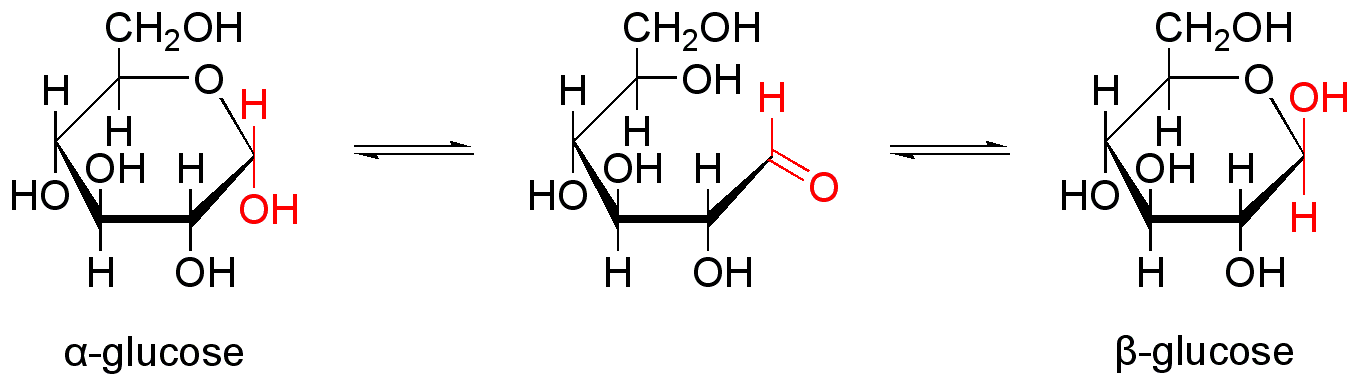 CH₂OH CH₂OH CH₂OH
H O H H OH H H O OH
H H H
HO OH H OH HO OH H O HO OH H H
H OH H OH H OH
α-glucose β-glucose